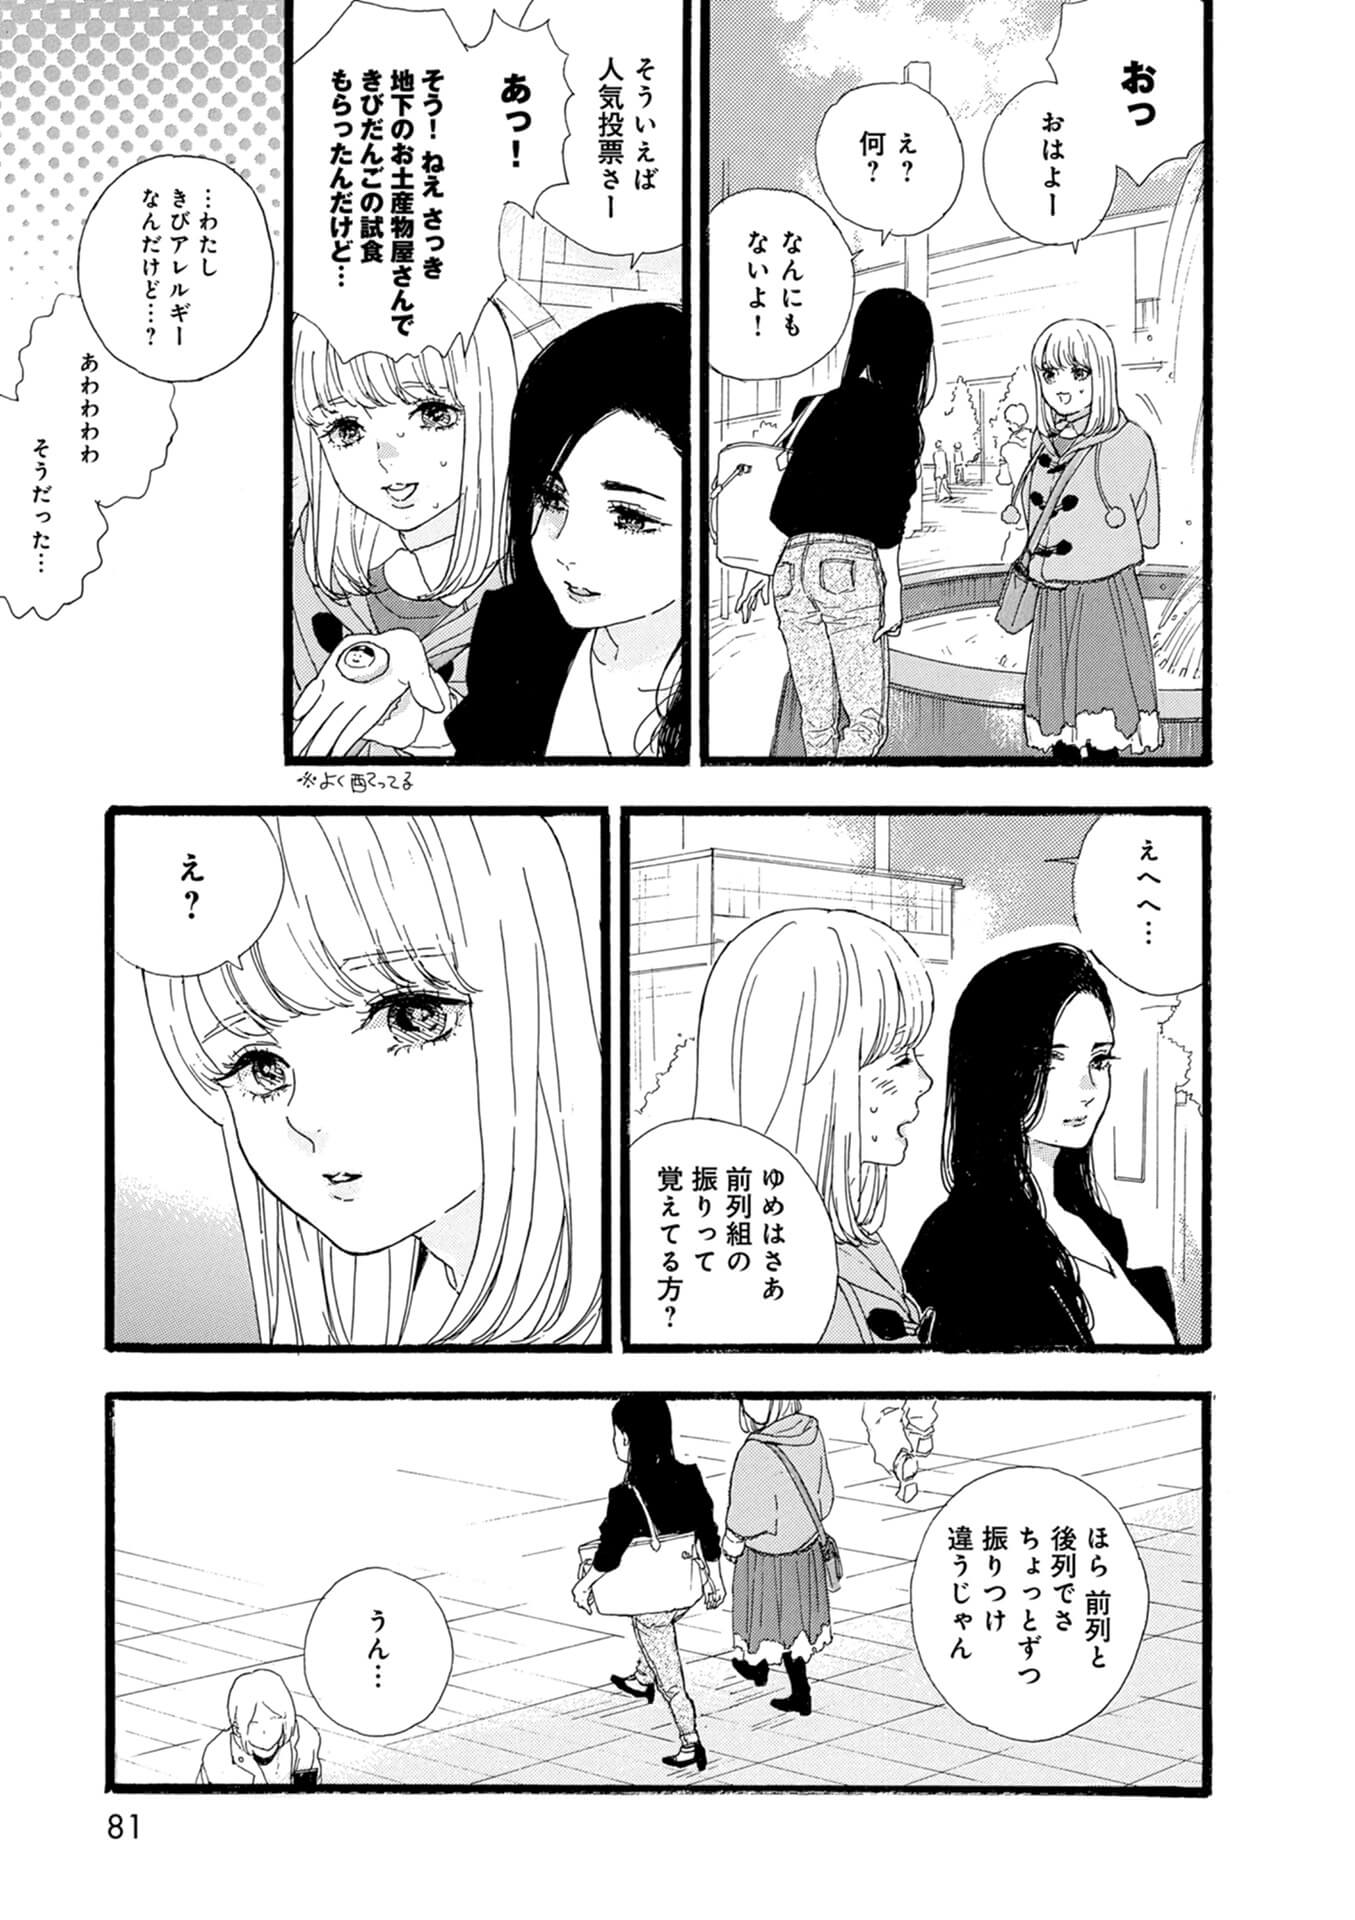 おっ
おはよー
え?
何?
なんにも
ないよ!
そういえば
人気投票さー
あっ!
そう! ねえ さっき
地下のお土産物屋さんで
きびだんごの試食
もらったんだけど…
※よく配ってる
…わたし
きびアレルギー
なんだけど…?
あわわわわ
そうだった…
えへへ…
ゆめはさあ
前列組の
振りって
覚えてる方?
え?
ほら 前列と
後列でさ
ちょっとずつ
振りつけ
違うじゃん
うん…
81